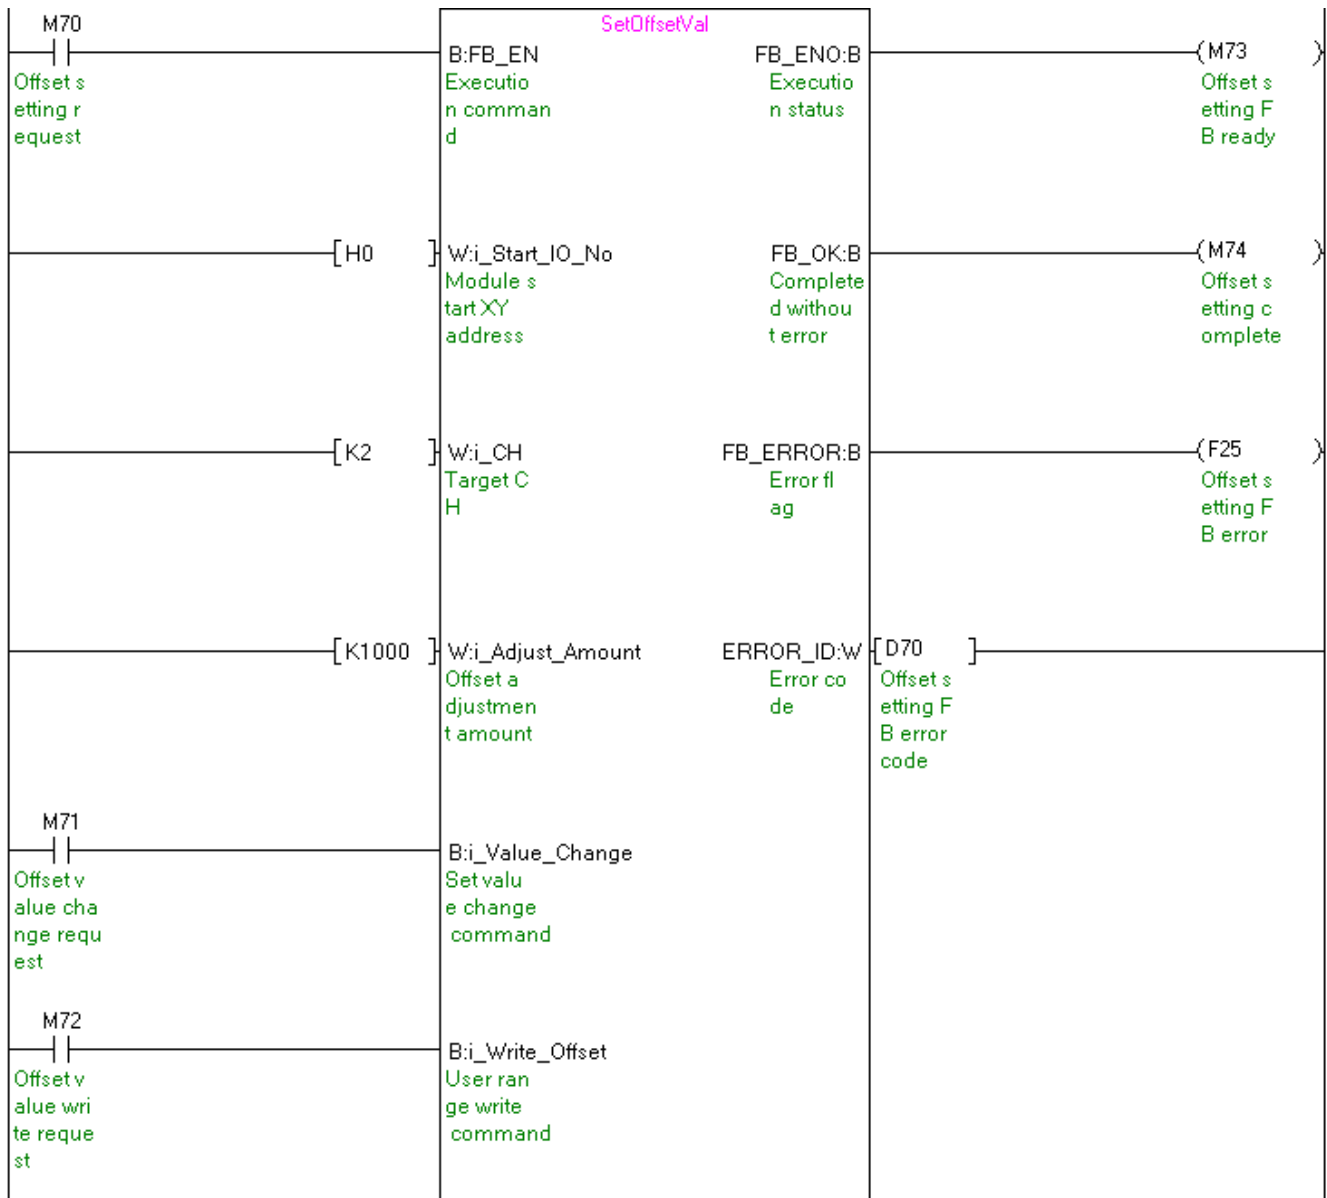 M70
SetOffsetVal
B:FB_EN
FB_ENO:B
(M73 )
Offset s
etting r
equest
Executio
n comman
d
Executio
n status
Offset s
etting F
B ready
[H0 ]
W:i_Start_IO_No
FB_OK:B
(M74 )
Module s
tart XY
address
Complete
d withou
t error
Offset s
etting c
omplete
[K2 ]
W:i_CH
FB_ERROR:B
(F25 )
Target C
H
Error fl
ag
Offset s
etting F
B error
[K1000 ]
W:i_Adjust_Amount
ERROR_ID:W
[D70 ]
Offset a
djustmen
t amount
Error co
de
Offset s
etting F
B error
code
M71
B:i_Value_Change
Offset v
alue cha
nge requ
est
Set valu
e change
command
M72
B:i_Write_Offset
Offset v
alue wri
te reque
st
User ran
ge write
command